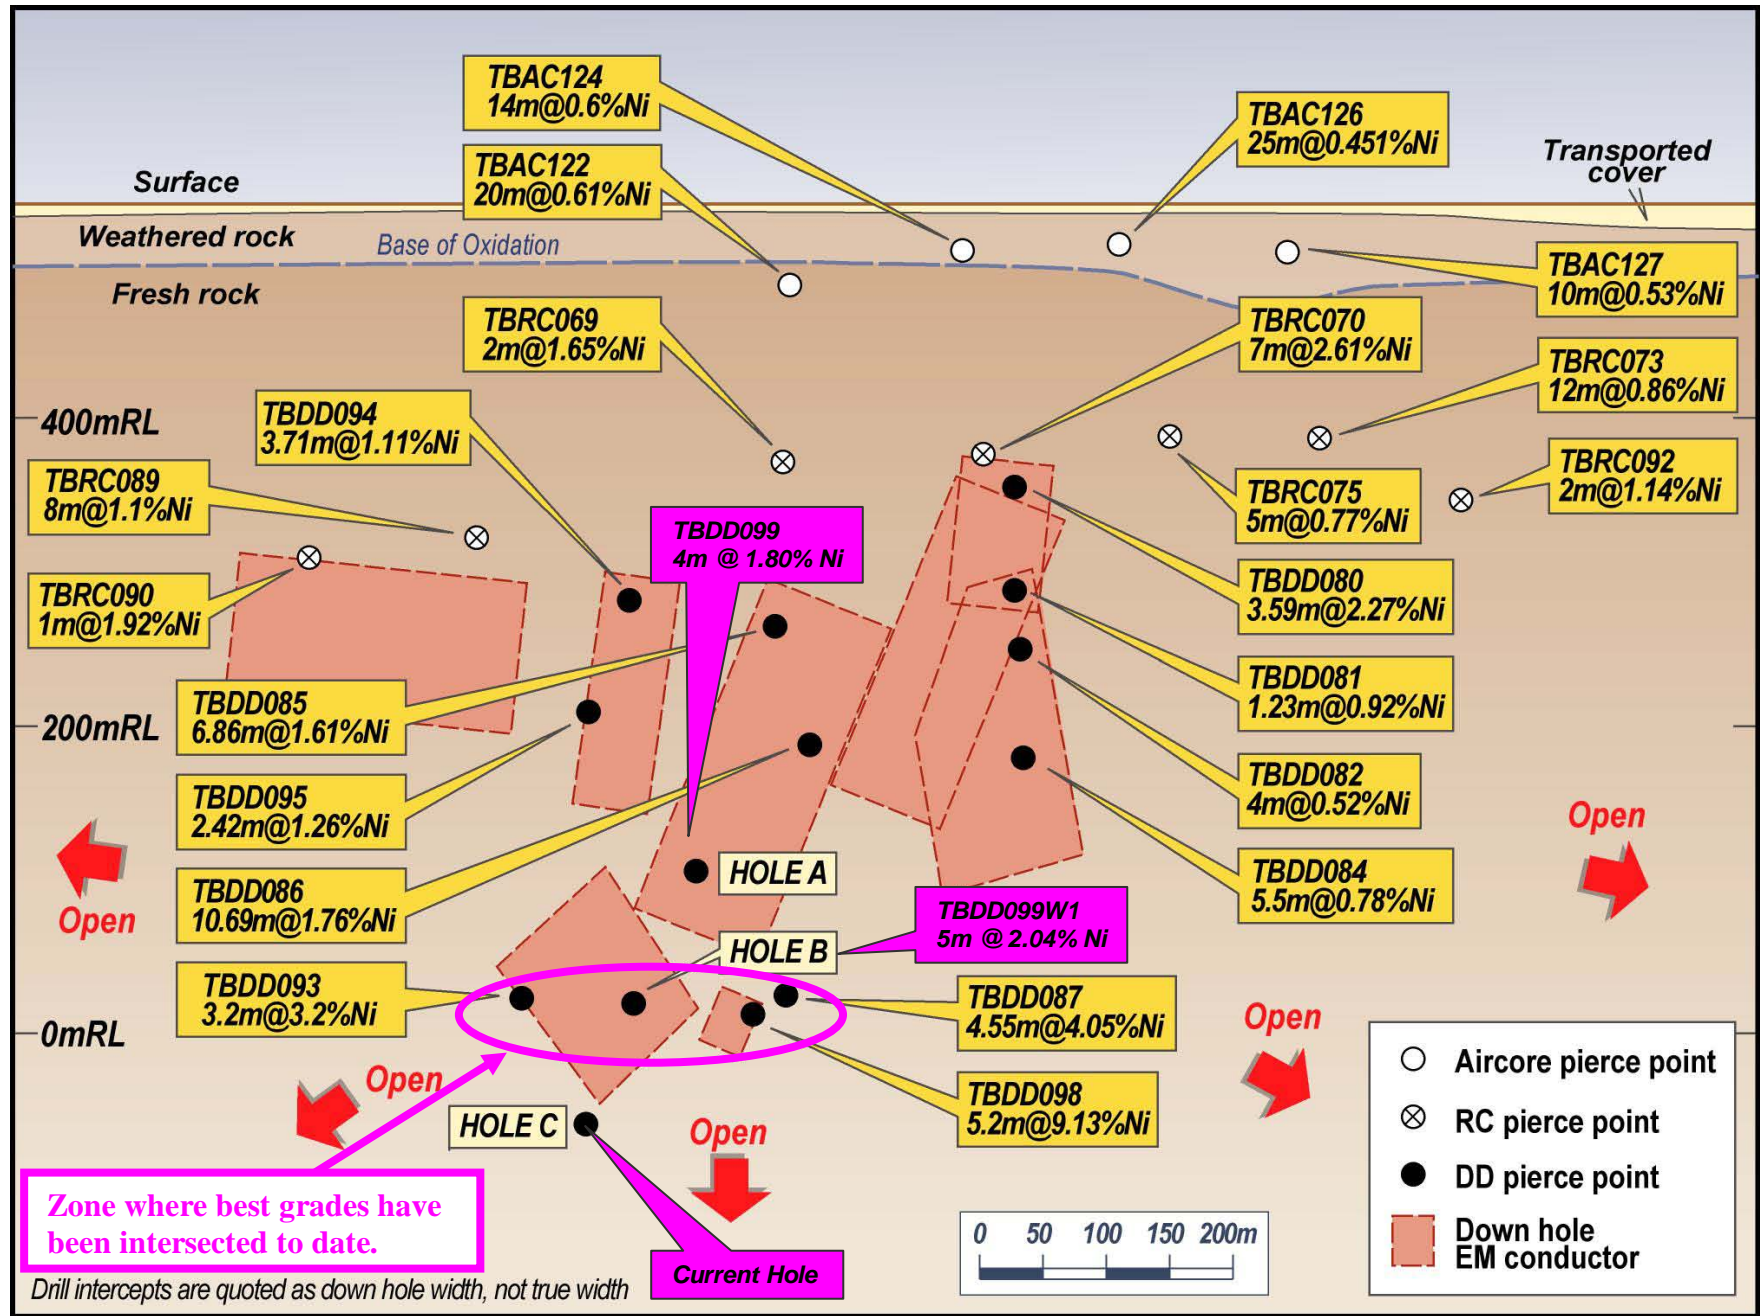 TBAC124
14m@0.6%Ni
TBAC126
25m@0.451%Ni
Transported
cover
TBAC122
20m@0.61%Ni
Surface
Weathered rock
Base of Oxidation
TBAC127
10m@0.53%Ni
Fresh rock
TBRC069
2m@1.65%Ni
TBRC070
7m@2.61%Ni
TBRC073
12m@0.86%Ni
400mRL
TBDD094
3.71m@1.11%Ni
TBRC089
8m@1.1%Ni
TBRC092
2m@1.14%Ni
TBRC075
5m@0.77%Ni
TBDD099
4m @ 1.80% Ni
TBRC090
1m@1.92%Ni
TBDD080
3.59m@2.27%Ni
TBDD081
1.23m@0.92%Ni
TBDD085
6.86m@1.61%Ni
200mRL
TBDD082
4m@0.52%Ni
TBDD095
2.42m@1.26%Ni
Open
TBDD084
5.5m@0.78%Ni
HOLE A
TBDD086
10.69m@1.76%Ni
Open
TBDD099W1
5m @ 2.04% Ni
HOLE B
TBDD093
3.2m@3.2%Ni
TBDD087
4.55m@4.05%Ni
0mRL
Open
Open
TBDD098
5.2m@9.13%Ni
HOLE C
Open
Zone where best grades have
been intersected to date.
Current Hole
Drill intercepts are quoted as down hole width, not true width
0 50 100 150 200m
Aircore pierce point
RC pierce point
DD pierce point
Down hole
EM conductor